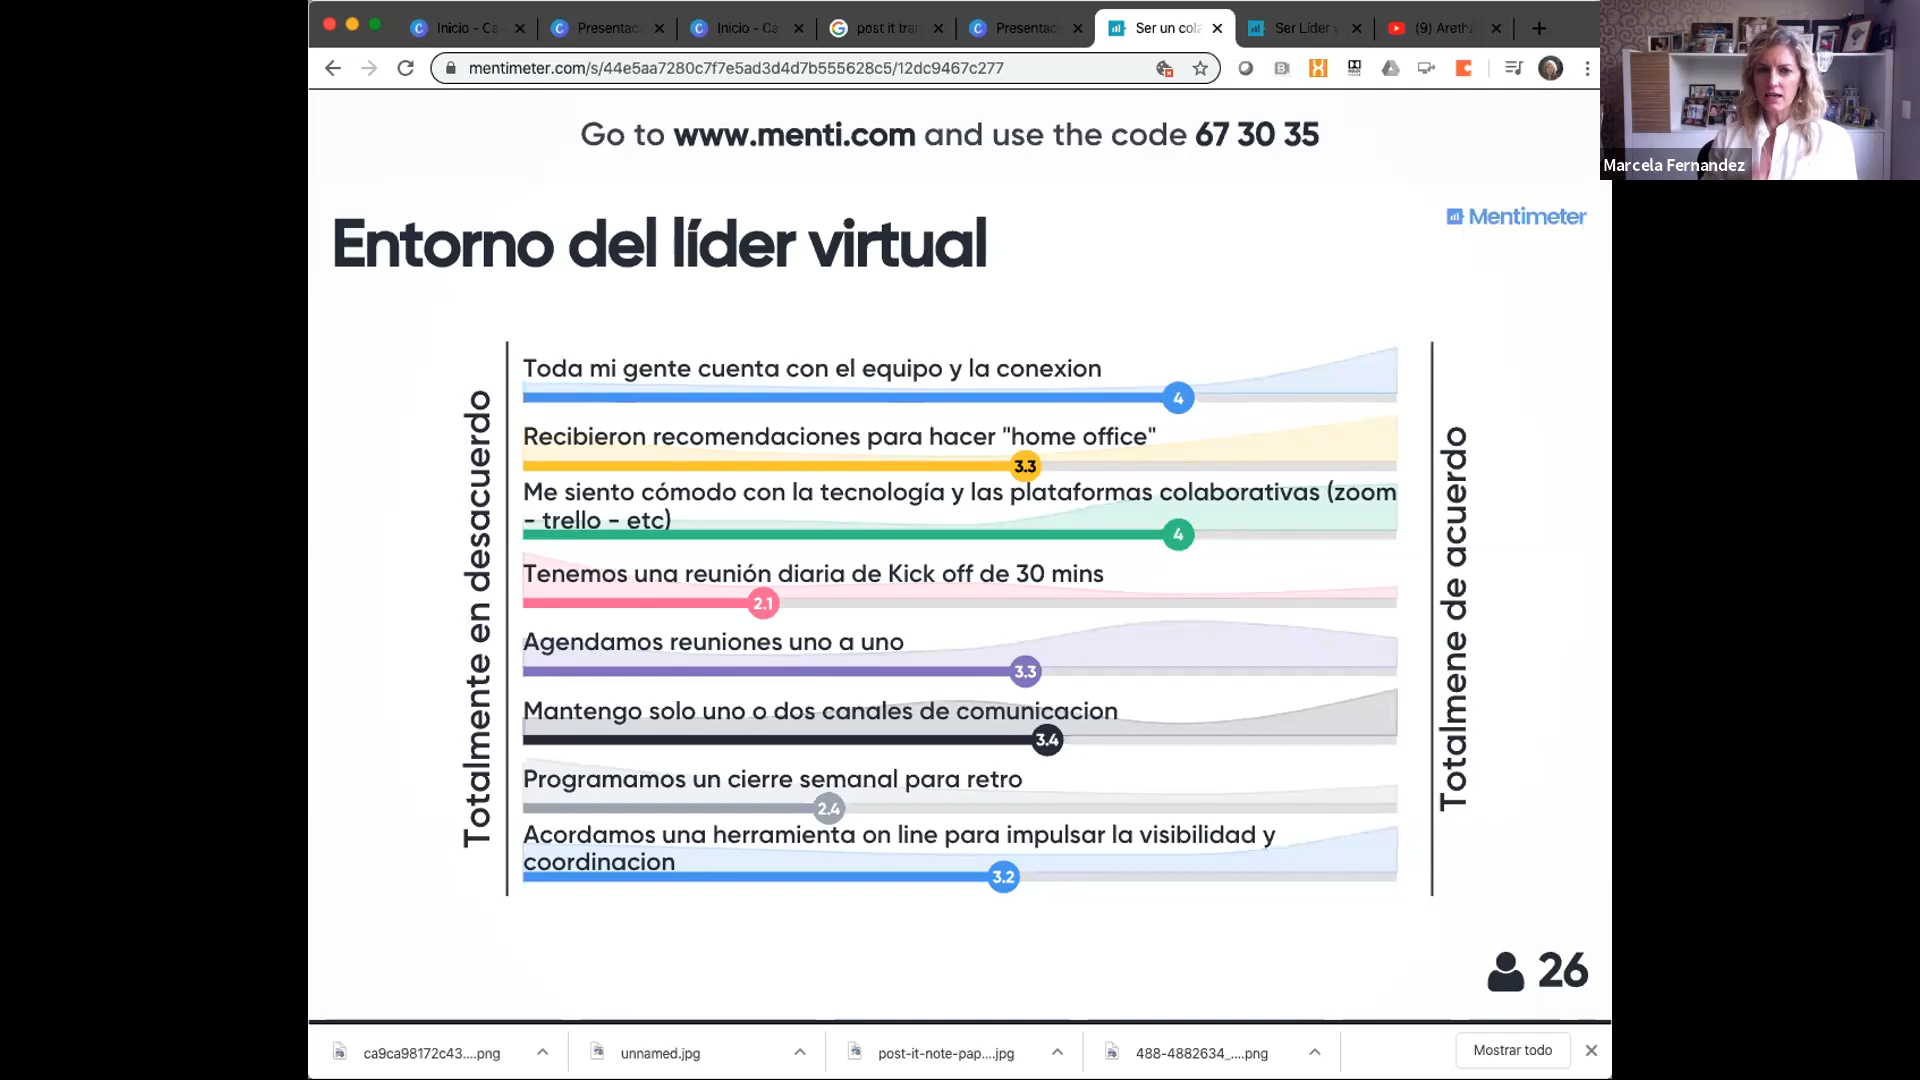 Inicio - Ca
Presentac
Inicio - Ca
post it tra
Presentac
Ser un col
Ser Líder v
(9) Areth
mentimeter.com/s/44e5aa7280c7f7e5ad3d4d7b555628c5/12dc9467c277
Marcela Fernandez
Go to www.menti.com and use the code 67 30 35
Mentimeter
Entorno del líder virtual
Totalmente en desacuerdo
Toda mi gente cuenta con el equipo y la conexion
4
Recibieron recomendaciones para hacer "home office"
3.3
Me siento cómodo con la tecnología y las plataformas colaborativas (zoom
- trello - etc)
4
Tenemos una reunión diaria de Kick off de 30 mins
2.1
Agendamos reuniones uno a uno
3.3
Mantengo solo uno o dos canales de comunicacion
3.4
Programamos un cierre semanal para retro
2.4
Acordamos una herramienta on line para impulsar la visibilidad y
coordinacion
3.2
Totalmene de acuerdo
26
ca9ca98172c43....png
unnamed.jpg
post-it-note-pap....jpg
488-4882634_....png
Mostrar todo